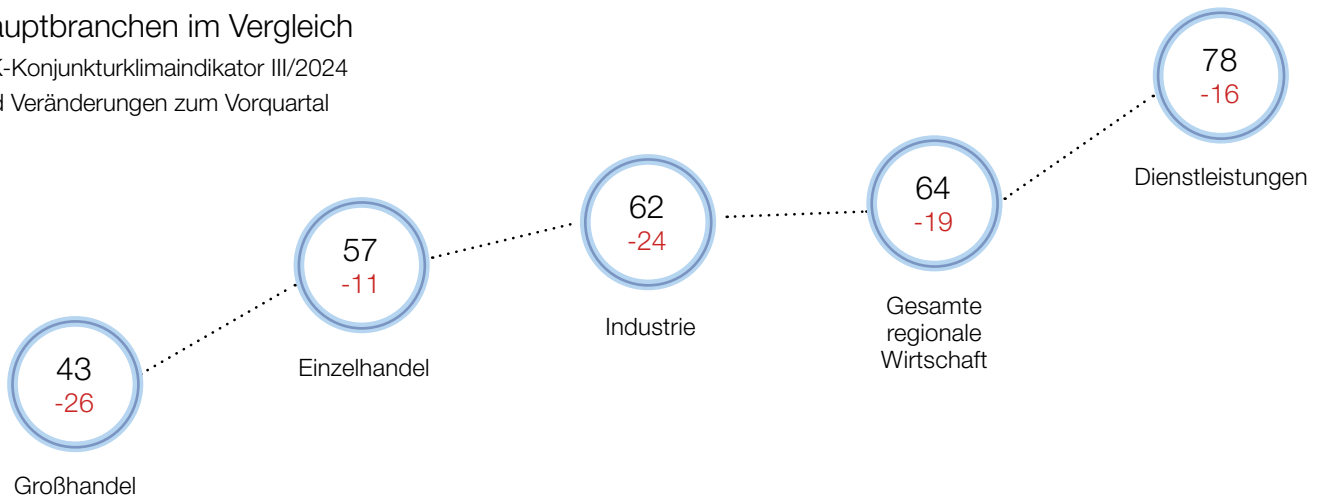 auptbranchen im Vergleich
K-Konjunkturklimaindikator III/2024
d Veränderungen zum Vorquartal
78
-16
Dienstleistungen
64
-19
Gesamte
regionale
Wirtschaft
62
-24
Industrie
57
-11
Einzelhandel
43
-26
Großhandel